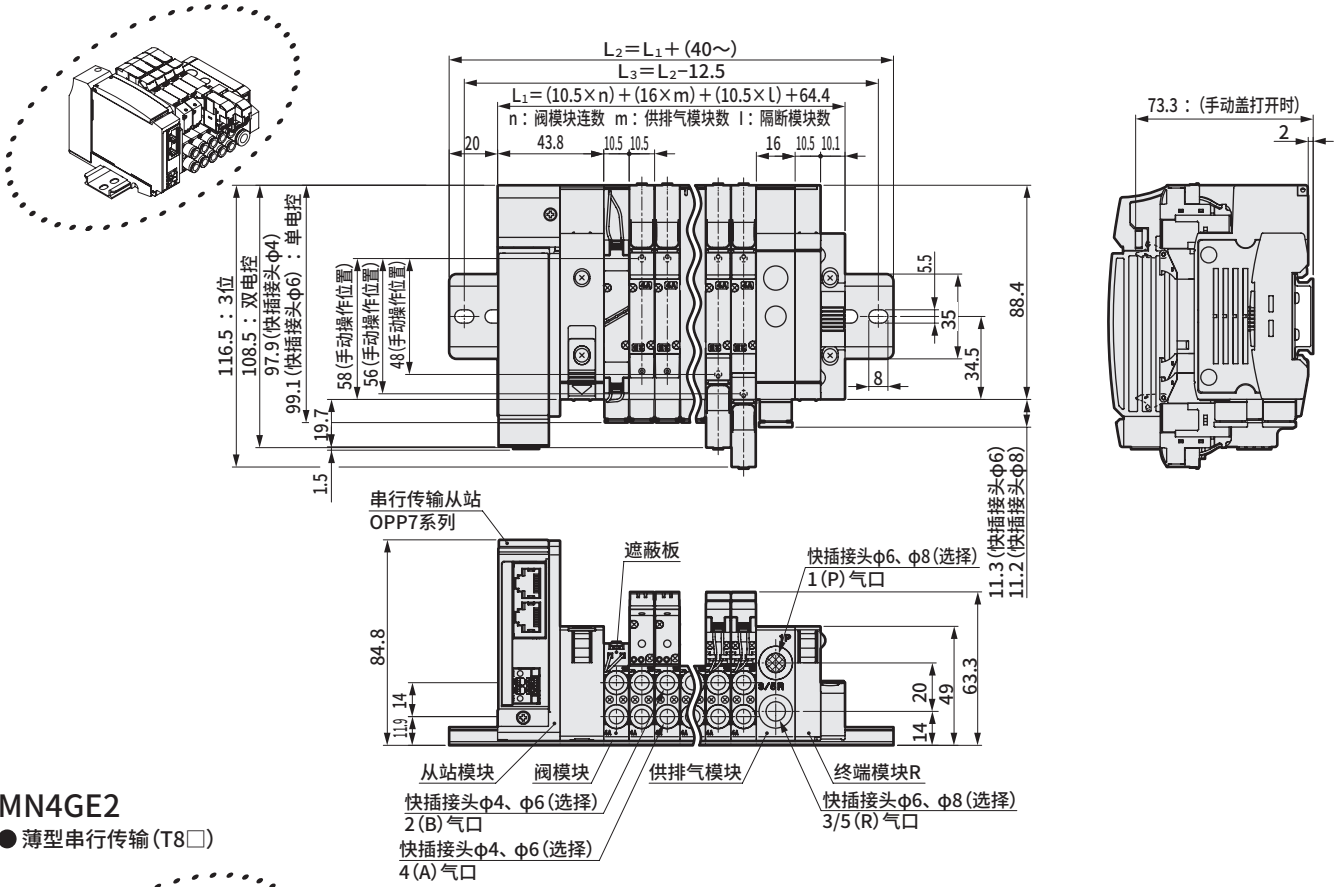 L₂=L₁+(40～)
L₃=L₂−12.5
L₁=(10.5×n)+(16×m)+(10.5×l)+64.4
n：阀模块连数 m：供排气模块数 l：隔断模块数
20
43.8
10.5
10.5
16
10.5
10.1
73.3：(手动盖打开时)
2
116.5：3位
108.5：双电控
97.9(快插接头φ4)
99.1(快插接头φ6)：单电控
58(手动操作位置)
56(手动操作位置)
48(手动操作位置)
19.7
1.5
5.5
35
34.5
8
88.4
11.3(快插接头φ6)
11.2(快插接头φ8)
串行传输从站
OPP7系列
遮蔽板
快插接头φ6、φ8(选择)
1(P)气口
84.8
14
11.9
1P
3/5R
4A
4A
4A
4A
4A
20
14
49
63.3
从站模块
阀模块
供排气模块
终端模块R
快插接头φ4、φ6(选择)
2(B)气口
快插接头φ6、φ8(选择)
3/5(R)气口
快插接头φ4、φ6(选择)
4(A)气口
MN4GE2
●薄型串行传输(T8□)